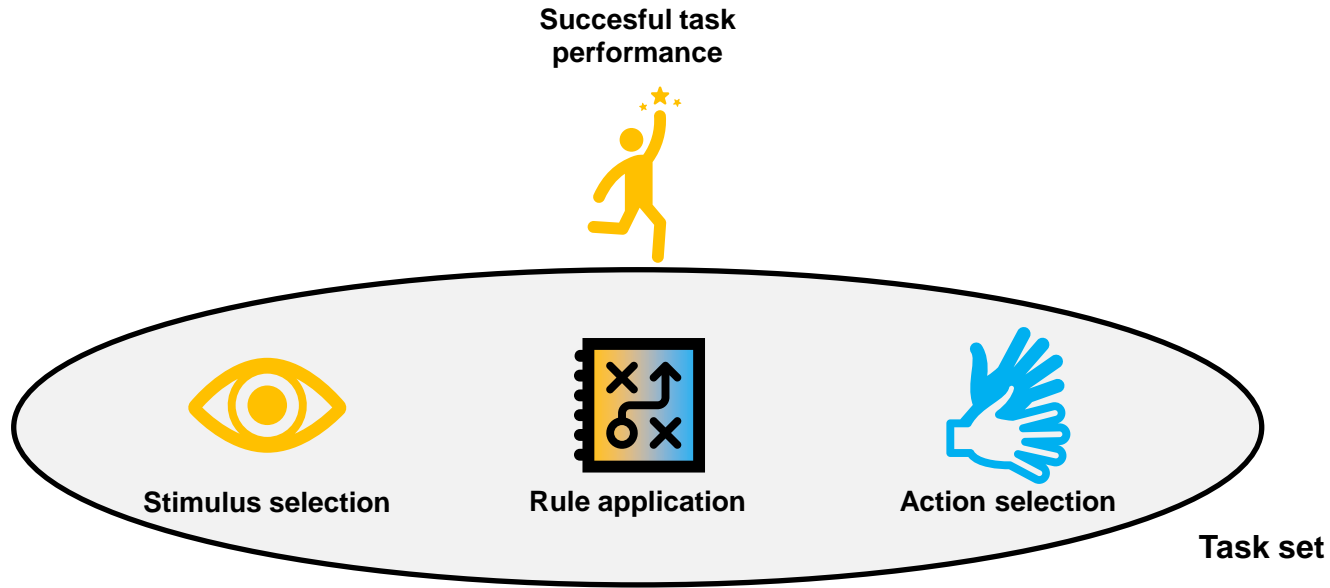 Succesful task
performance
Stimulus selection
Rule application
Action selection
Task set